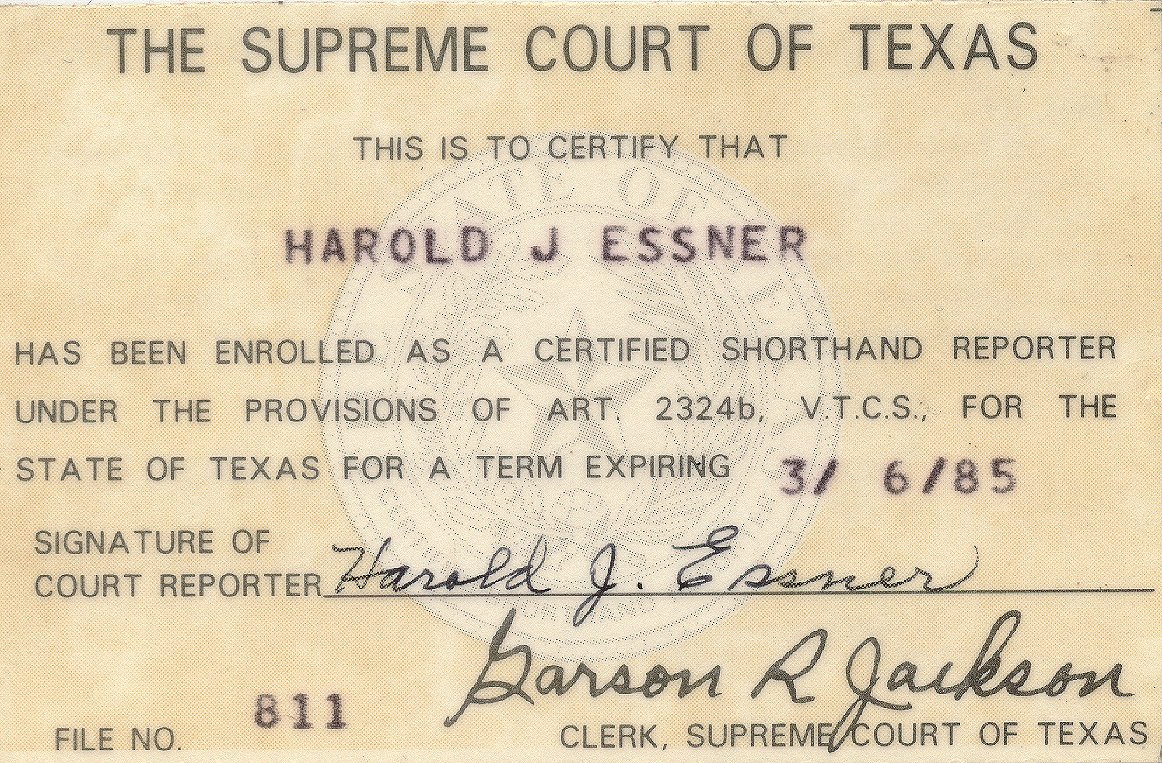 THE SUPREME COURT OF TEXAS
THIS IS TO CERTIFY THAT
HAROLD J ESSNER
HAS BEEN ENROLLED AS A CERTIFIED SHORTHAND REPORTER
UNDER THE PROVISIONS OF ART. 2324b, V.T.C.S., FOR THE
STATE OF TEXAS FOR A TERM EXPIRING 3/ 6/85
SIGNATURE OF
COURT REPORTER Harold J. Essner
Garson R Jackson
FILE NO. 811 CLERK, SUPREME COURT OF TEXAS